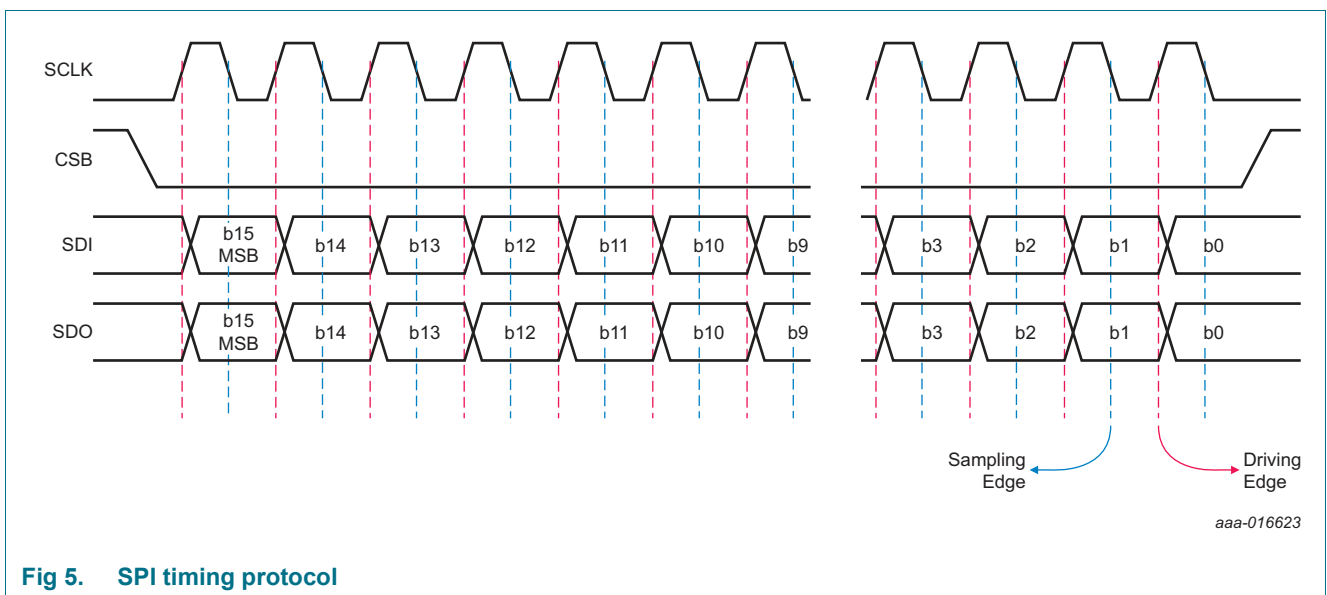 SCLK
CSB
SDI
b15
MSB
b14
b13
b12
b11
b10
b9
b3
b2
b1
b0
SDO
b15
MSB
b14
b13
b12
b11
b10
b9
b3
b2
b1
b0
Sampling
Edge
Driving
Edge
aaa-016623
Fig 5. SPI timing protocol